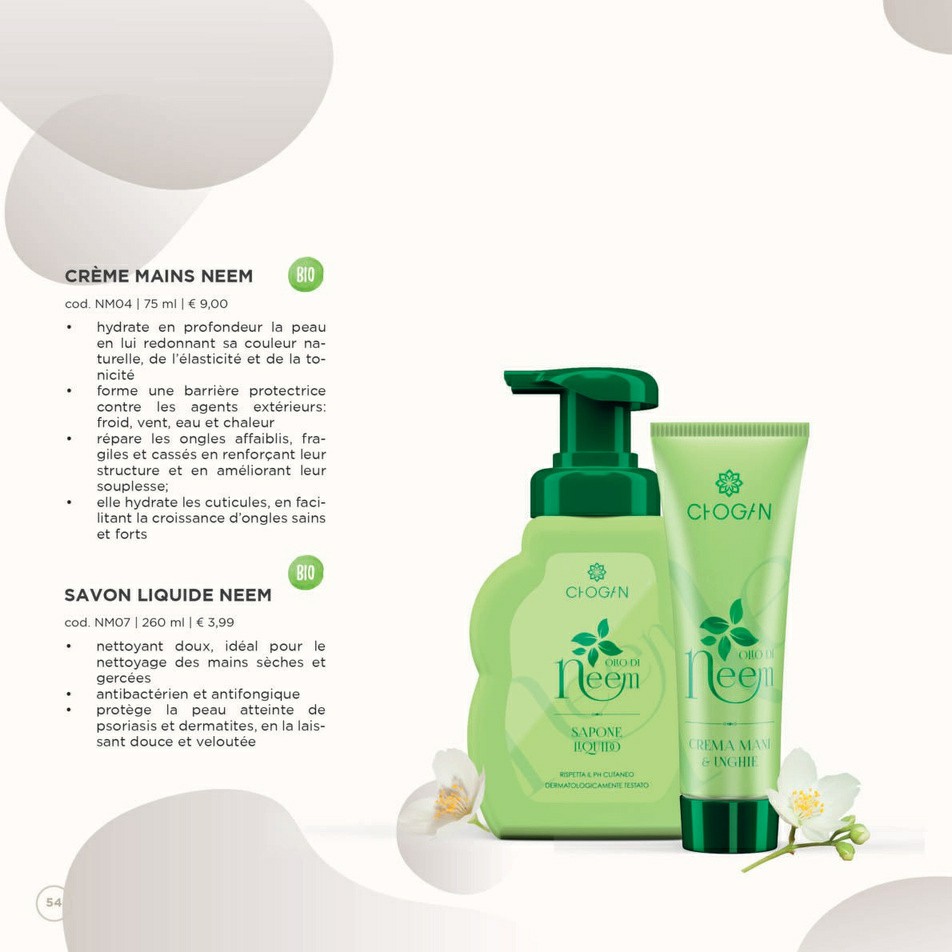 CRÈME MAINS NEEM
BIO
cod. NM04 | 75 ml | € 9,00
• hydrate en profondeur la peau
en lui redonnant sa couleur na-
turelle, de l'élasticité et de la to-
nicité
• forme une barrière protectrice
contre les agents extérieurs:
froid, vent, eau et chaleur
• répare les ongles affaiblis, fra-
giles et cassés en renforçant leur
structure et en améliorant leur
souplesse;
• elle hydrate les cuticules, en faci-
litant la croissance d'ongles sains
et forts
BIO
SAVON LIQUIDE NEEM
cod. NM07 | 260 ml | € 3,99
• nettoyant doux, idéal pour le
nettoyage des mains sèches et
gercées
• antibactérien et antifongique
• protège la peau atteinte de
psoriasis et dermatites, en la lais-
sant douce et veloutée
CHOGAN
OLIO DI
Neem
SAPONE
LIQUIDO
RISPETTA IL PH CUTANEO
DERMATOLOGICAMENTE TESTATO
CHOGAN
OLIO DI
Neem
CREMA MANI
& UNGHIE
54